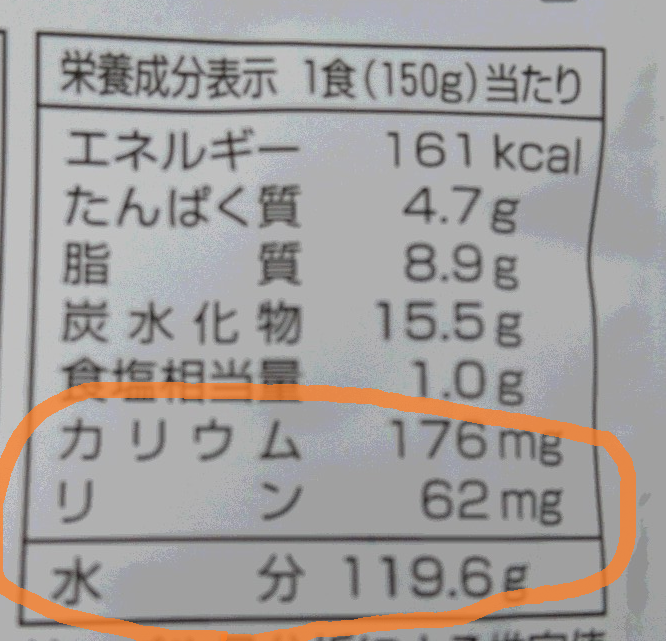 栄養成分表示 1食(150g)当たり
エネルギー 161kcal
たんぱく質 4.7g
脂質 8.9g
炭水化物 15.5g
食塩相当量 1.0g
カリウム 176mg
リン 62mg
水分 119.6g